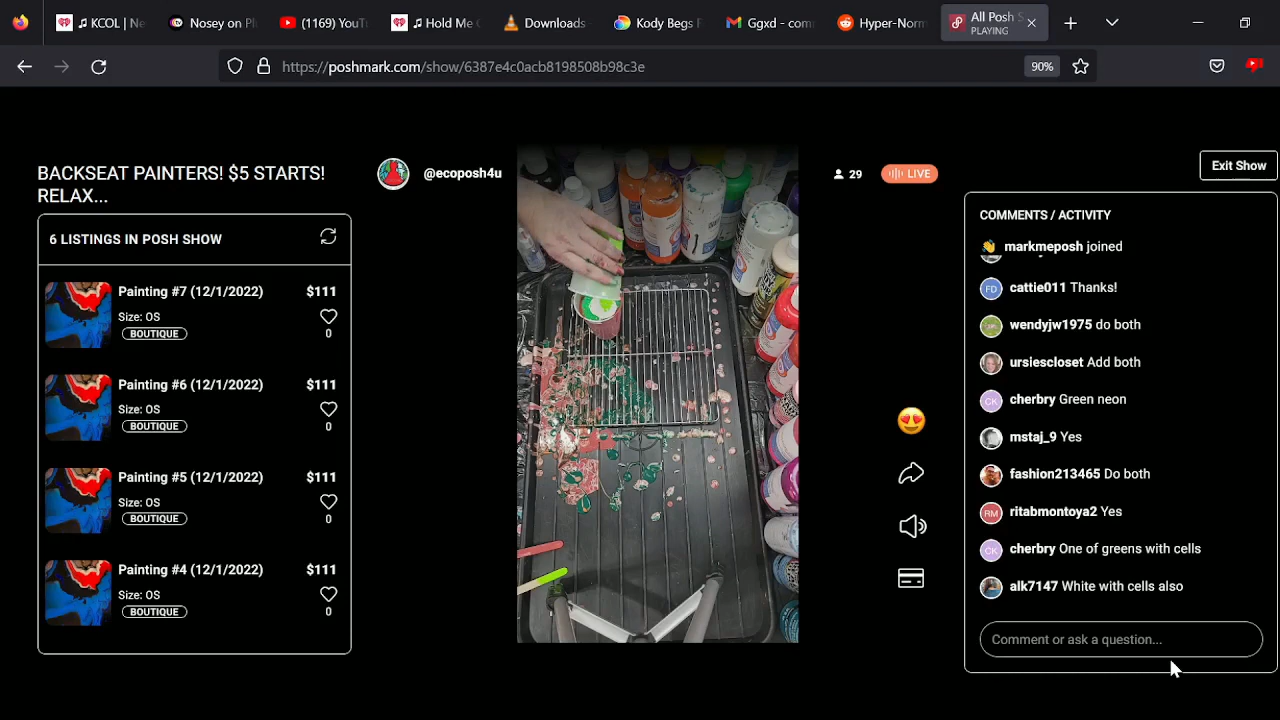 KCOL | Ne
Nosey on Pl
(1169) YouTu
Hold Me C
Downloads
Kody Begs F
Ggxd - com
Hyper-Norm
All Posh S
PLAYING
https://poshmark.com/show/6387e4c0acb8198508b98c3e
90%
BACKSEAT PAINTERS! $5 STARTS!
RELAX...
@ecoposh4u
29
LIVE
Exit Show
6 LISTINGS IN POSH SHOW
Painting #7 (12/1/2022) $111
Size: OS
BOUTIQUE
0
Painting #6 (12/1/2022) $111
Size: OS
BOUTIQUE
0
Painting #5 (12/1/2022) $111
Size: OS
BOUTIQUE
0
Painting #4 (12/1/2022) $111
Size: OS
BOUTIQUE
0
COMMENTS / ACTIVITY
markmeposh joined
FD cattie011 Thanks!
wendyjw1975 do both
ursiescloset Add both
CK cherbry Green neon
mstaj_9 Yes
fashion213465 Do both
RM ritabmontoya2 Yes
CK cherbry One of greens with cells
alk7147 White with cells also
Comment or ask a question...